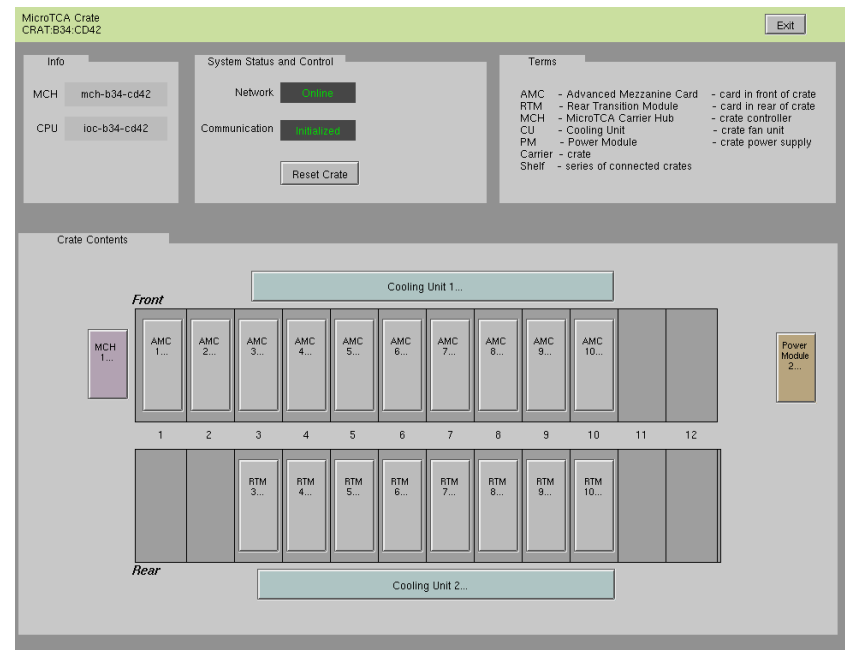 MicroTCA Crate
CRAT:B34:CD42
Exit
Info
MCH mch-b34-cd42
CPU ioc-b34-cd42
System Status and Control
Network Online
Communication Initialized
Reset Crate
Terms
AMC - Advanced Mezzanine Card - card in front of crate
RTM - Rear Transition Module - card in rear of crate
MCH - MicroTCA Carrier Hub - crate controller
CU - Cooling Unit - crate fan unit
PM - Power Module - crate power supply
Carrier - crate
Shelf - series of connected crates
Crate Contents
Cooling Unit 1...
Front
MCH
1...
AMC AMC AMC AMC AMC AMC AMC AMC AMC AMC
1... 2... 3... 4... 5... 6... 7... 8... 9... 10...
Power
Module
2...
1 2 3 4 5 6 7 8 9 10 11 12
RTM RTM RTM RTM RTM RTM RTM RTM
3... 4... 5... 6... 7... 8... 9... 10...
Rear
Cooling Unit 2...